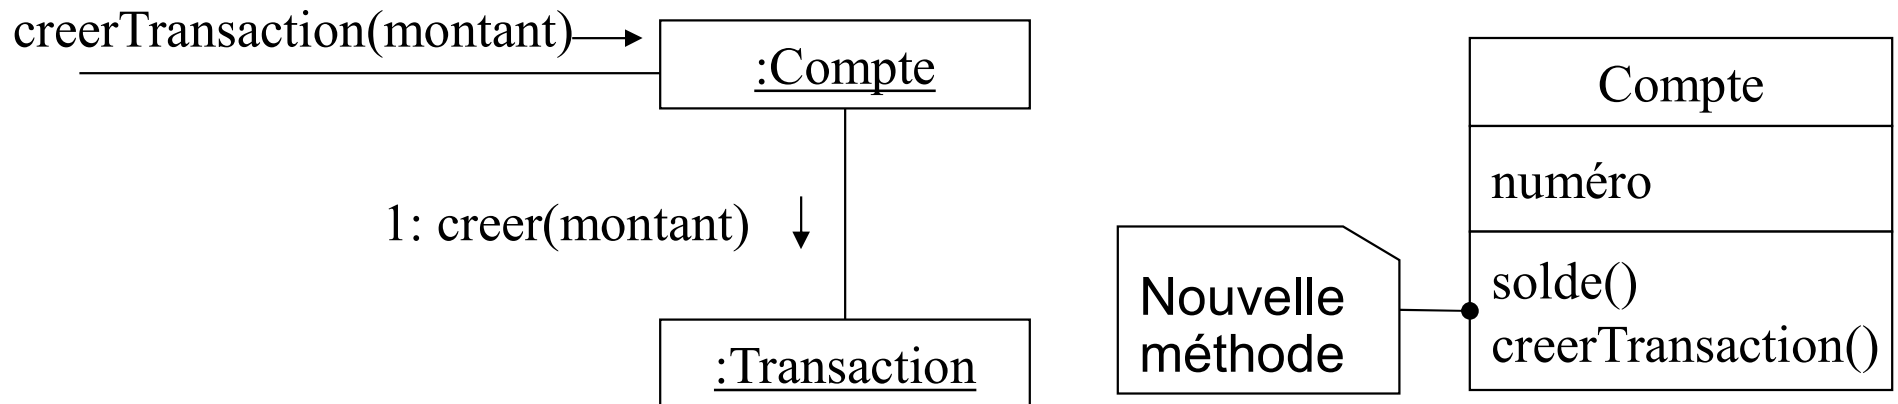 creerTransaction(montant)
:Compte
1: creer(montant)
:Transaction
Nouvelle
méthode
Compte
numéro
solde()
creerTransaction()